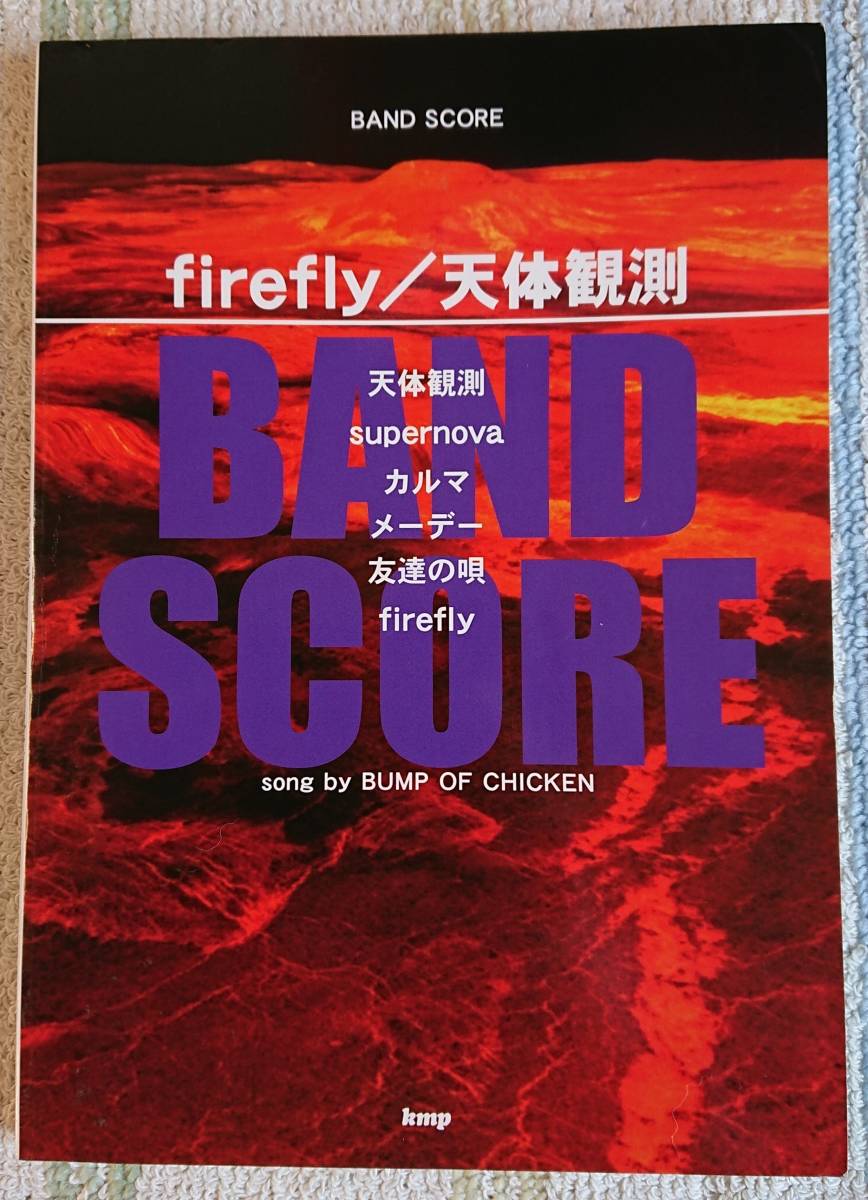 BAND SCORE
firefly/天体観測
BAND
SCORE
天体観測
supernova
カルマ
メーデー
友達の唄
firefly
song by BUMP OF CHICKEN
kmp